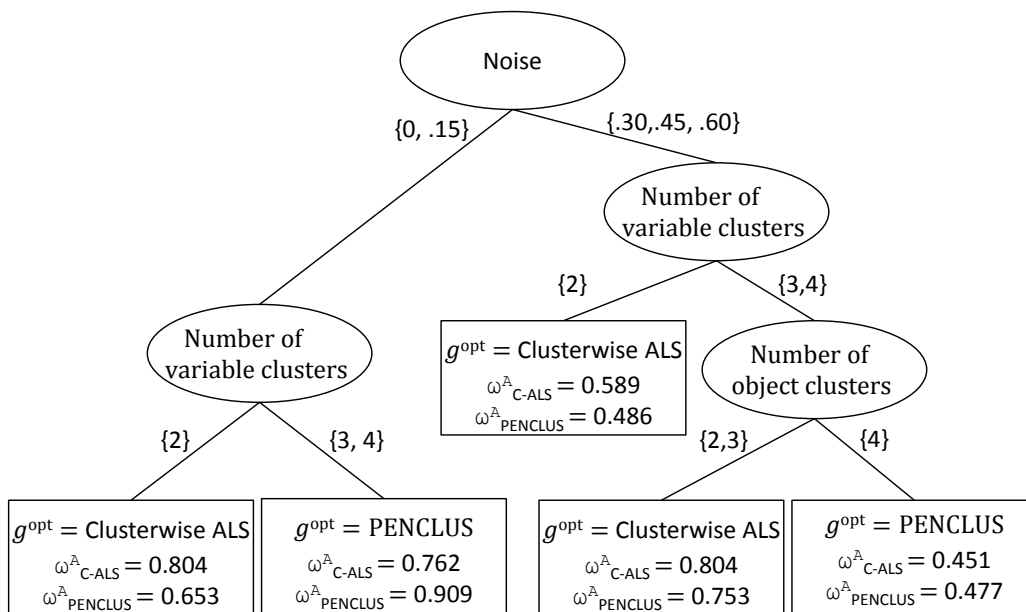 Noise
{0, .15}
{.30,.45, .60}
Number of
variable clusters
{2}
{3,4}
Number of
variable clusters
g^opt = Clusterwise ALS
ω^A_C-ALS = 0.589
ω^A_PENCLUS = 0.486
Number of
object clusters
{2}
{3, 4}
{2,3}
{4}
g^opt = Clusterwise ALS
ω^A_C-ALS = 0.804
ω^A_PENCLUS = 0.653
g^opt = PENCLUS
ω^A_C-ALS = 0.762
ω^A_PENCLUS = 0.909
g^opt = Clusterwise ALS
ω^A_C-ALS = 0.804
ω^A_PENCLUS = 0.753
g^opt = PENCLUS
ω^A_C-ALS = 0.451
ω^A_PENCLUS = 0.477